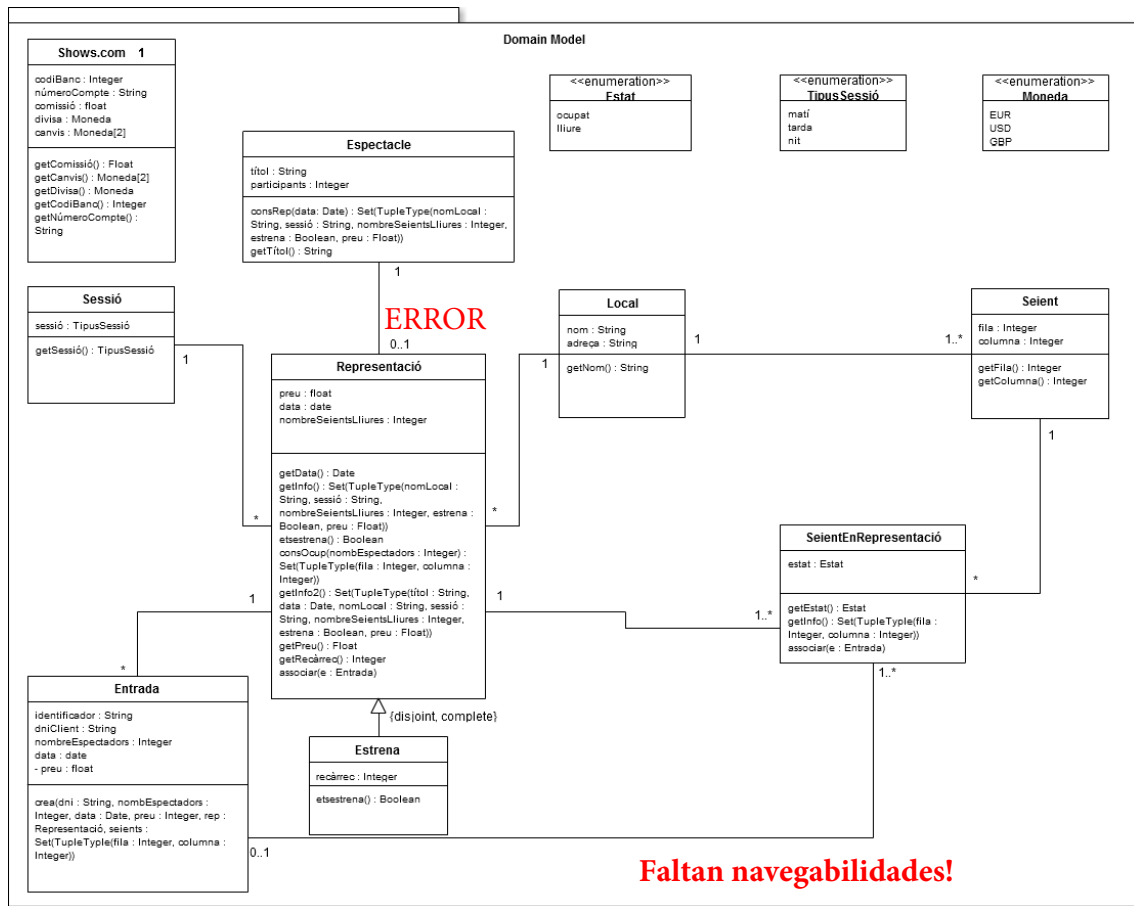 Domain Model
Shows.com 1
codiBanc : Integer
númeroCompte : String
comissió : float
divisa : Moneda
canvis : Moneda[2]
getComissió() : Float
getCanvis() : Moneda[2]
getDivisa() : Moneda
getCodiBanc() : Integer
getNúmeroCompte() :
String
<<enumeration>>
Estat
ocupat
lliure
<<enumeration>>
TipusSessió
matí
tarda
nit
<<enumeration>>
Moneda
EUR
USD
GBP
Espectacle
títol : String
participants : Integer
consRep(data: Date) : Set(TupleType(nomLocal :
String, sessió : String, nombreSeientsLliures : Integer,
estrena : Boolean, preu : Float))
getTítol() : String
1
ERROR
0..1
Sessió
sessió : TipusSessió
getSessió() : TipusSessió
1
*
Local
nom : String
adreça : String
getNom() : String
1
1..*
1
*
Seient
fila : Integer
columna : Integer
getFila() : Integer
getColumna() : Integer
1
*
Representació
preu : float
data : date
nombreSeientsLliures : Integer
getData() : Date
getInfo() : Set(TupleType(nomLocal :
String, sessió : String,
nombreSeientsLliures : Integer, estrena :
Boolean, preu : Float))
etsestrena() : Boolean
consOcup(nombEspectadors : Integer) :
Set(TupleType(fila : Integer, columna :
Integer))
getInfo2() : Set(TupleType(títol : String,
data : Date, nomLocal : String, sessió :
String, nombreSeientsLliures : Integer,
estrena : Boolean, preu : Float))
getPreu() : Float
getRecàrrec() : Integer
associar(e : Entrada)
1
1..*
SeientEnRepresentació
estat : Estat
getEstat() : Estat
getInfo() : Set(TupleTyple(fila :
Integer, columna : Integer))
associar(e : Entrada)
1..*
1
*
Entrada
identificador : String
dniClient : String
nombreEspectadors : Integer
data : date
- preu : float
crea(dni : String, nombEspectadors :
Integer, data : Date, preu : Integer, rep :
Representació, seients :
Set(TupleTyple(fila : Integer, columna :
Integer))
0..1
{disjoint, complete}
Estrena
recàrrec : Integer
etsestrena() : Boolean
Faltan navegabilidades!